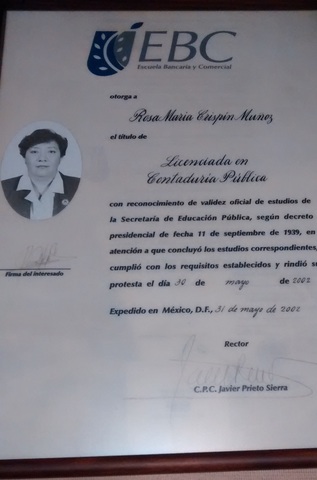 EBC
Escuela Bancaria y Comercial
otorga a
Rosa María Crispín Muñoz
el título de
Licenciada en
Contaduría Pública
con reconocimiento de validez oficial de estudios de
la Secretaría de Educación Pública, según decreto
presidencial de fecha 11 de septiembre de 1939, en
atención a que concluyó los estudios correspondientes,
cumplió con los requisitos establecidos y rindió su
protesta el día 30 de mayo de 2002
Firma del interesado
Expedido en México, D.F., 31 de mayo de 2002
Rector
C.P.C. Javier Prieto Sierra